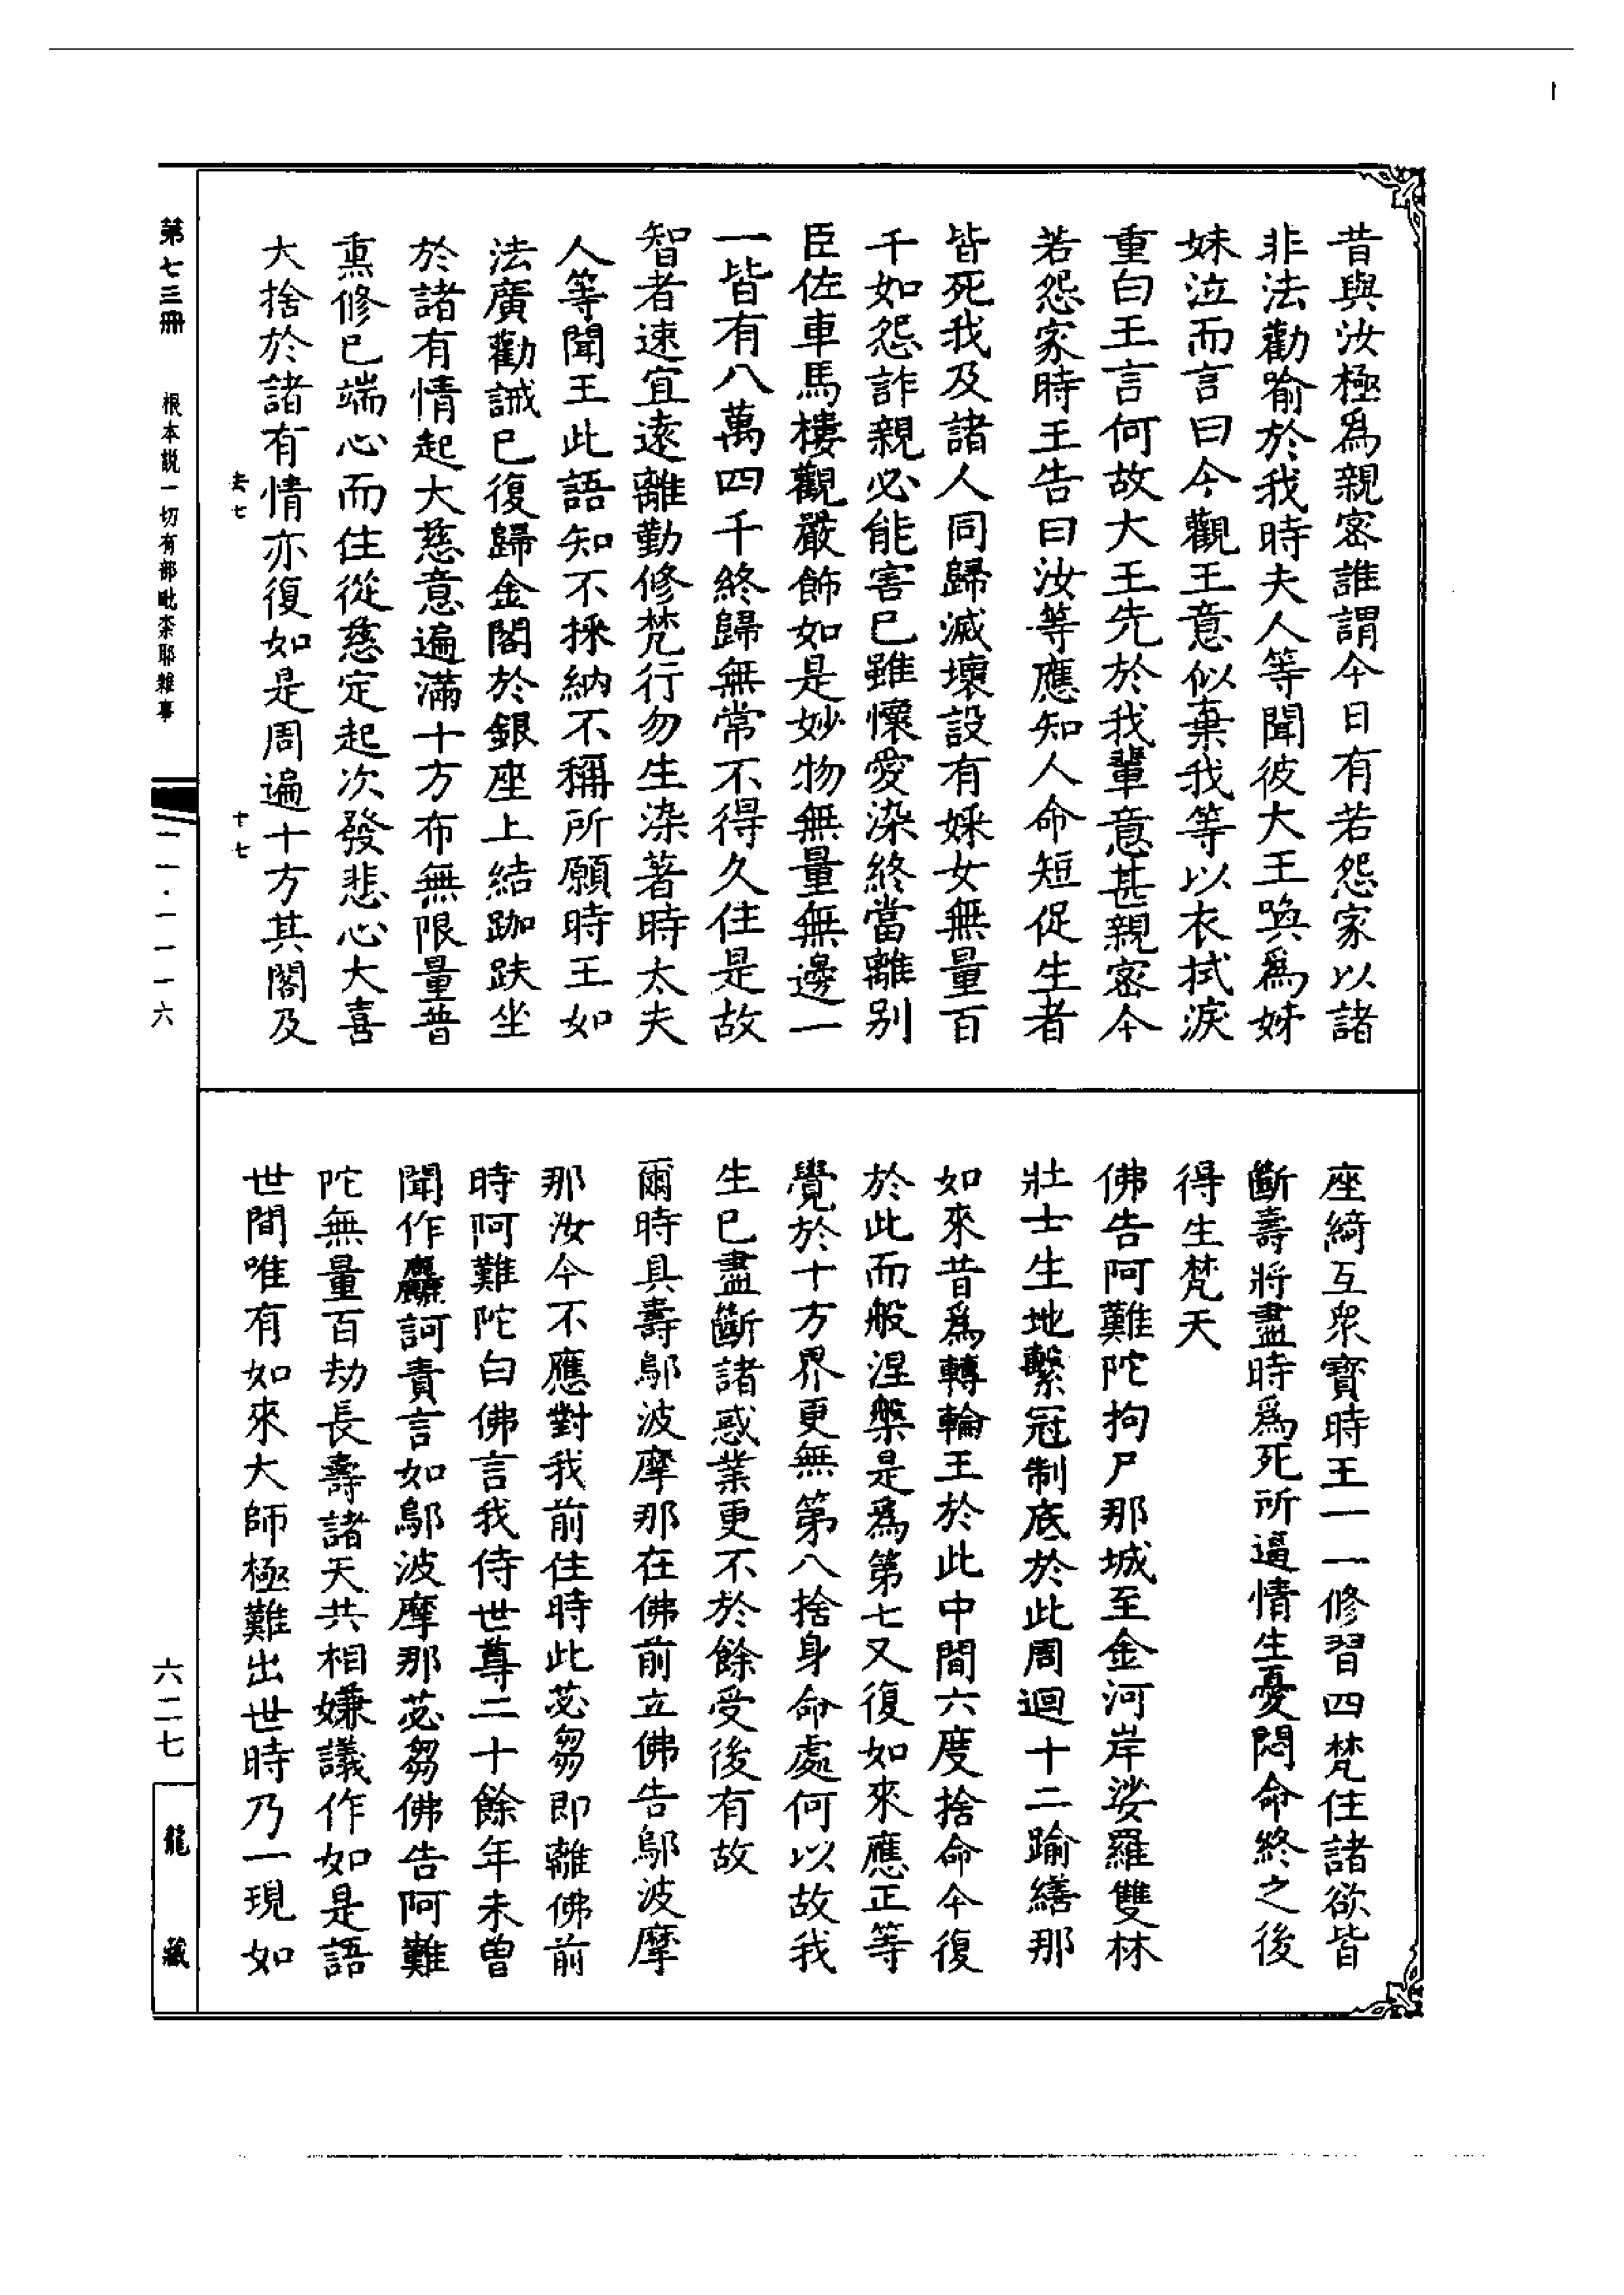 昔與汝極爲親密誰謂今日有若怨家以諸
非法勸喻於我時夫人等聞彼大王喚爲姊
妹泣而言曰今觀王意似棄我等以衣拭淚
重白王言何故大王先於我輩意甚親密今
若怨家時王告曰汝等應知人命短促生者
皆死我及諸人同歸滅壞設有婇女無量百
千如怨詐親必能害已雖懷愛染終當離别
臣佐車馬樓觀嚴飾如是妙物無量無邊一
一皆有八萬四千終歸無常不得久住是故
智者速宜遠離勤修梵行勿生染著時太夫
人等聞王此語知不採納不稱所願時王如
法廣勸誡已復歸金閣於銀座上結跏趺坐
於諸有情起大慈意遍滿十方布無限量普
熏修已端心而住從慈定起次發悲心大喜
大捨於諸有情亦復如是周遍十方其閣及
座綺互衆寶時王一一修習四梵住諸欲皆
斷壽將盡時爲死所逼情生憂悶命終之後
得生梵天
佛告阿難陀拘尸那城至金河岸娑羅雙林
壯士生地繫冠制底於此周迴十二踰繕那
如來昔爲轉輪王於此中間六度捨命今復
於此而般涅槃是爲第七又復如來應正等
覺於十方界更無第八捨身命處何以故我
生已盡斷諸惑業更不於餘受後有故
爾時具壽鄔波摩那在佛前立佛告鄔波摩
那汝今不應對我前住時此苾芻即離佛前
時阿難陀白佛言我侍世尊二十餘年未曾
聞作麤訶責言如鄔波摩那苾芻佛告阿難
陀無量百劫長壽諸天共相嫌議作如是語
世間唯有如來大師極難出世時乃一現如
第七三冊
根本説一切有部毗柰耶雜事
十七
一一·一一一六
六二七
龍藏